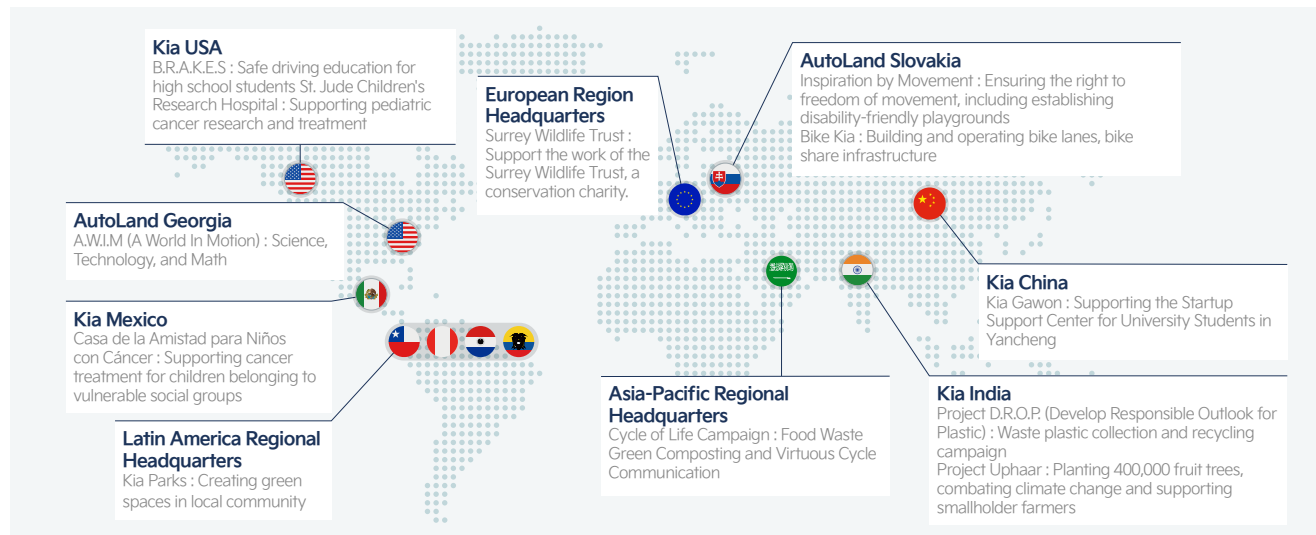 Kia USA
B.R.A.K.E.S : Safe driving education for
high school students St. Jude Children's
Research Hospital : Supporting pediatric
cancer research and treatment
European Region
Headquarters
Surrey Wildlife Trust :
Support the work of the
Surrey Wildlife Trust, a
conservation charity.
AutoLand Slovakia
Inspiration by Movement : Ensuring the right to
freedom of movement, including establishing
disability-friendly playgrounds
Bike Kia : Building and operating bike lanes, bike
share infrastructure
AutoLand Georgia
A.W.I.M (A World In Motion) : Science,
Technology, and Math
Kia Mexico
Casa de la Amistad para Niños
con Cáncer : Supporting cancer
treatment for children belonging to
vulnerable social groups
Latin America Regional
Headquarters
Kia Parks : Creating green
spaces in local community
Asia-Pacific Regional
Headquarters
Cycle of Life Campaign : Food Waste
Green Composting and Virtuous Cycle
Communication
Kia China
Kia Gawon : Supporting the Startup
Support Center for University Students in
Yancheng
Kia India
Project D.R.O.P. (Develop Responsible Outlook for
Plastic) : Waste plastic collection and recycling
campaign
Project Uphaar : Planting 400,000 fruit trees,
combating climate change and supporting
smallholder farmers